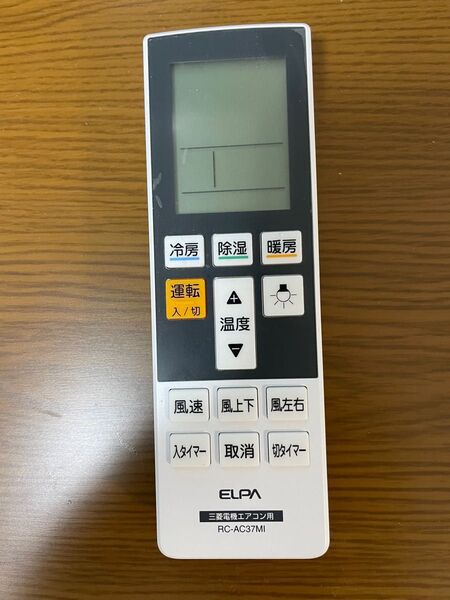 冷房 除湿 暖房
運転
入/切
温度
風速 風上下 風左右
入タイマー 取消 切タイマー
ELPA
三菱電機エアコン用
RC-AC37MI